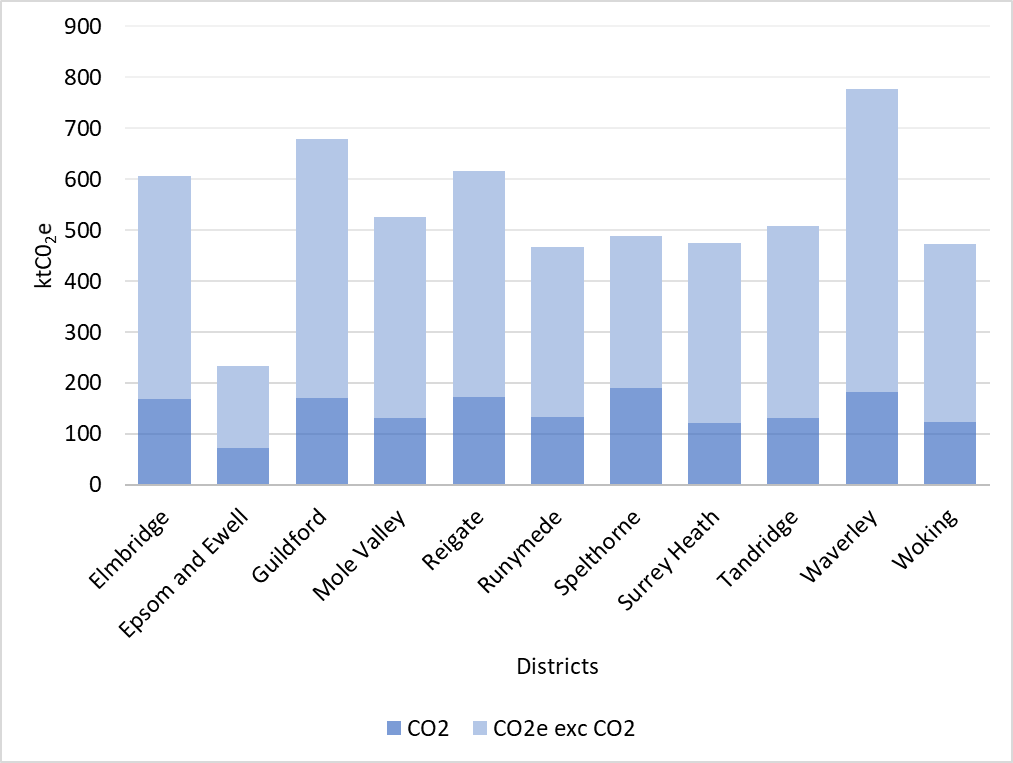 900
800
700
600
500
400
300
200
100
0
ktC0₂e
Elmbridge
Epsom and Ewell
Guildford
Mole Valley
Reigate
Runymede
Spelthorne
Surrey Heath
Tandridge
Waverley
Woking
Districts
CO2
CO2e exc CO2